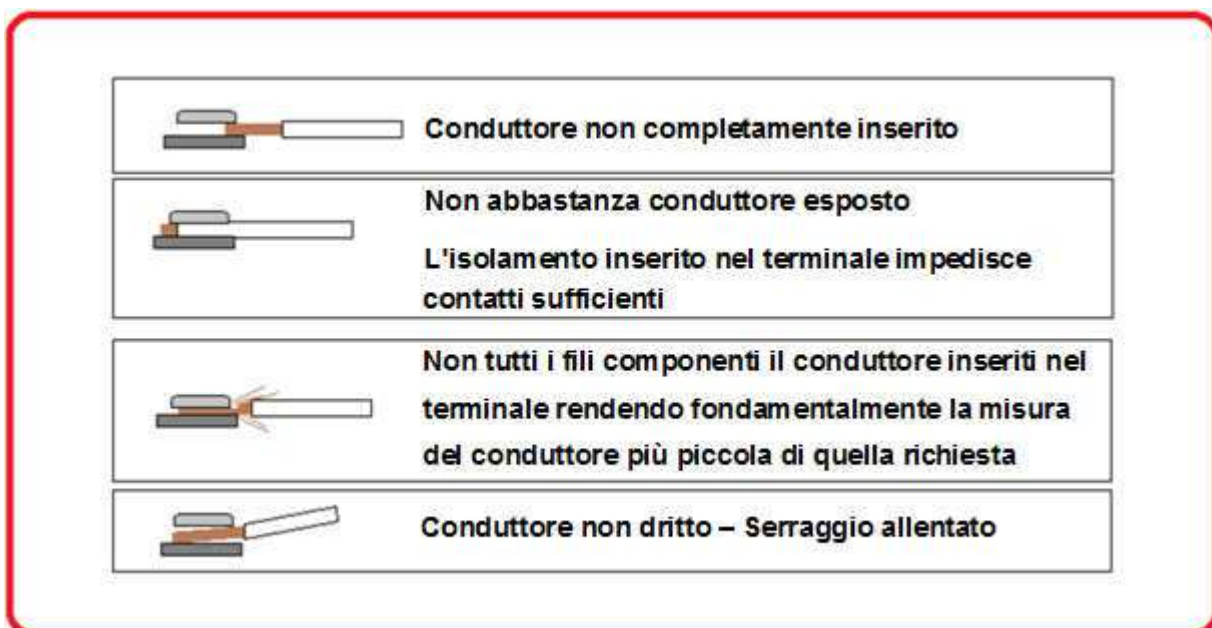 Conduttore non completamente inserito
Non abbastanza conduttore esposto
L'isolamento inserito nel terminale impedisce
contatti sufficienti
Non tutti i fili componenti il conduttore inseriti nel
terminale rendendo fondamentalmente la misura
del conduttore più piccola di quella richiesta
Conduttore non dritto – Serraggio allentato